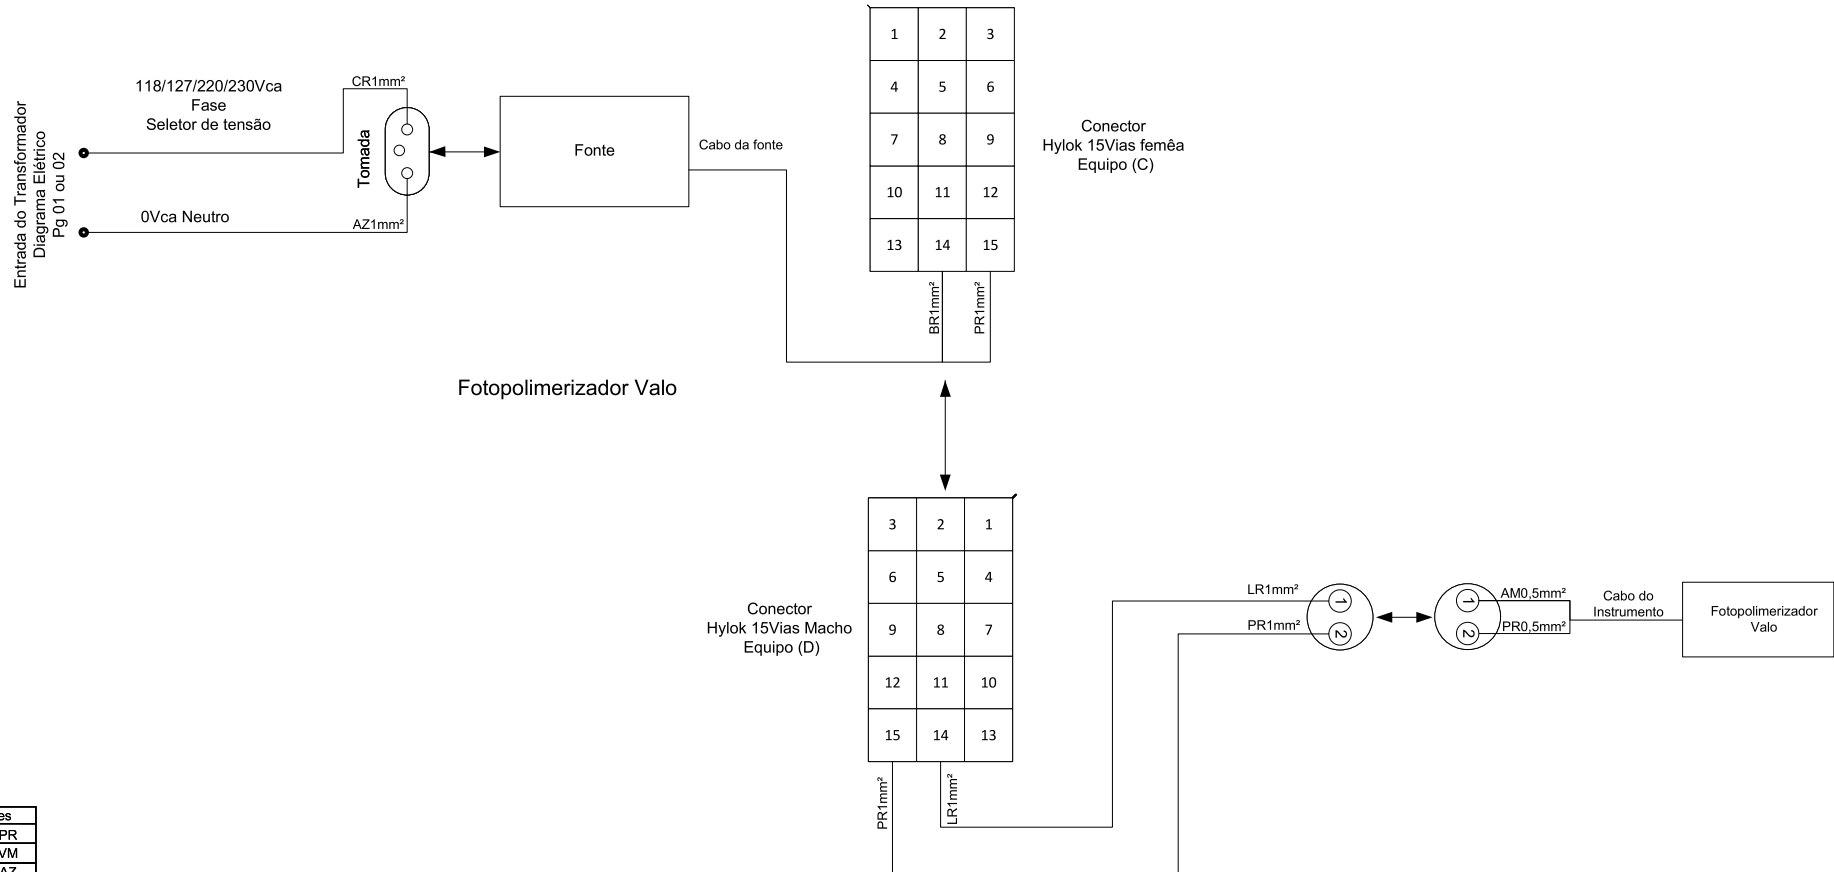 1 2 3
4 5 6
7 8 9
10 11 12
13 14 15
Conector
Hylok 15Vias femêa
Equipo (C)
BR1mm²
PR1mm²
Entrada do Transformador
Diagrama Elétrico
Pg 01 ou 02
118/127/220/230Vca
Fase
Seletor de tensão
CR1mm²
0Vca Neutro
AZ1mm²
Tomada
Fonte
Cabo da fonte
Fotopolimerizador Valo
3 2 1
6 5 4
9 8 7
12 11 10
15 14 13
Conector
Hylok 15Vias Macho
Equipo (D)
PR1mm²
LR1mm²
LR1mm²
PR1mm²
1
2
1
2
AM0,5mm²
PR0,5mm²
Cabo do
Instrumento
Fotopolimerizador
Valo
es
PR
VM
AZ